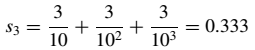 s₃ = 3/10 + 3/10² + 3/10³ = 0.333